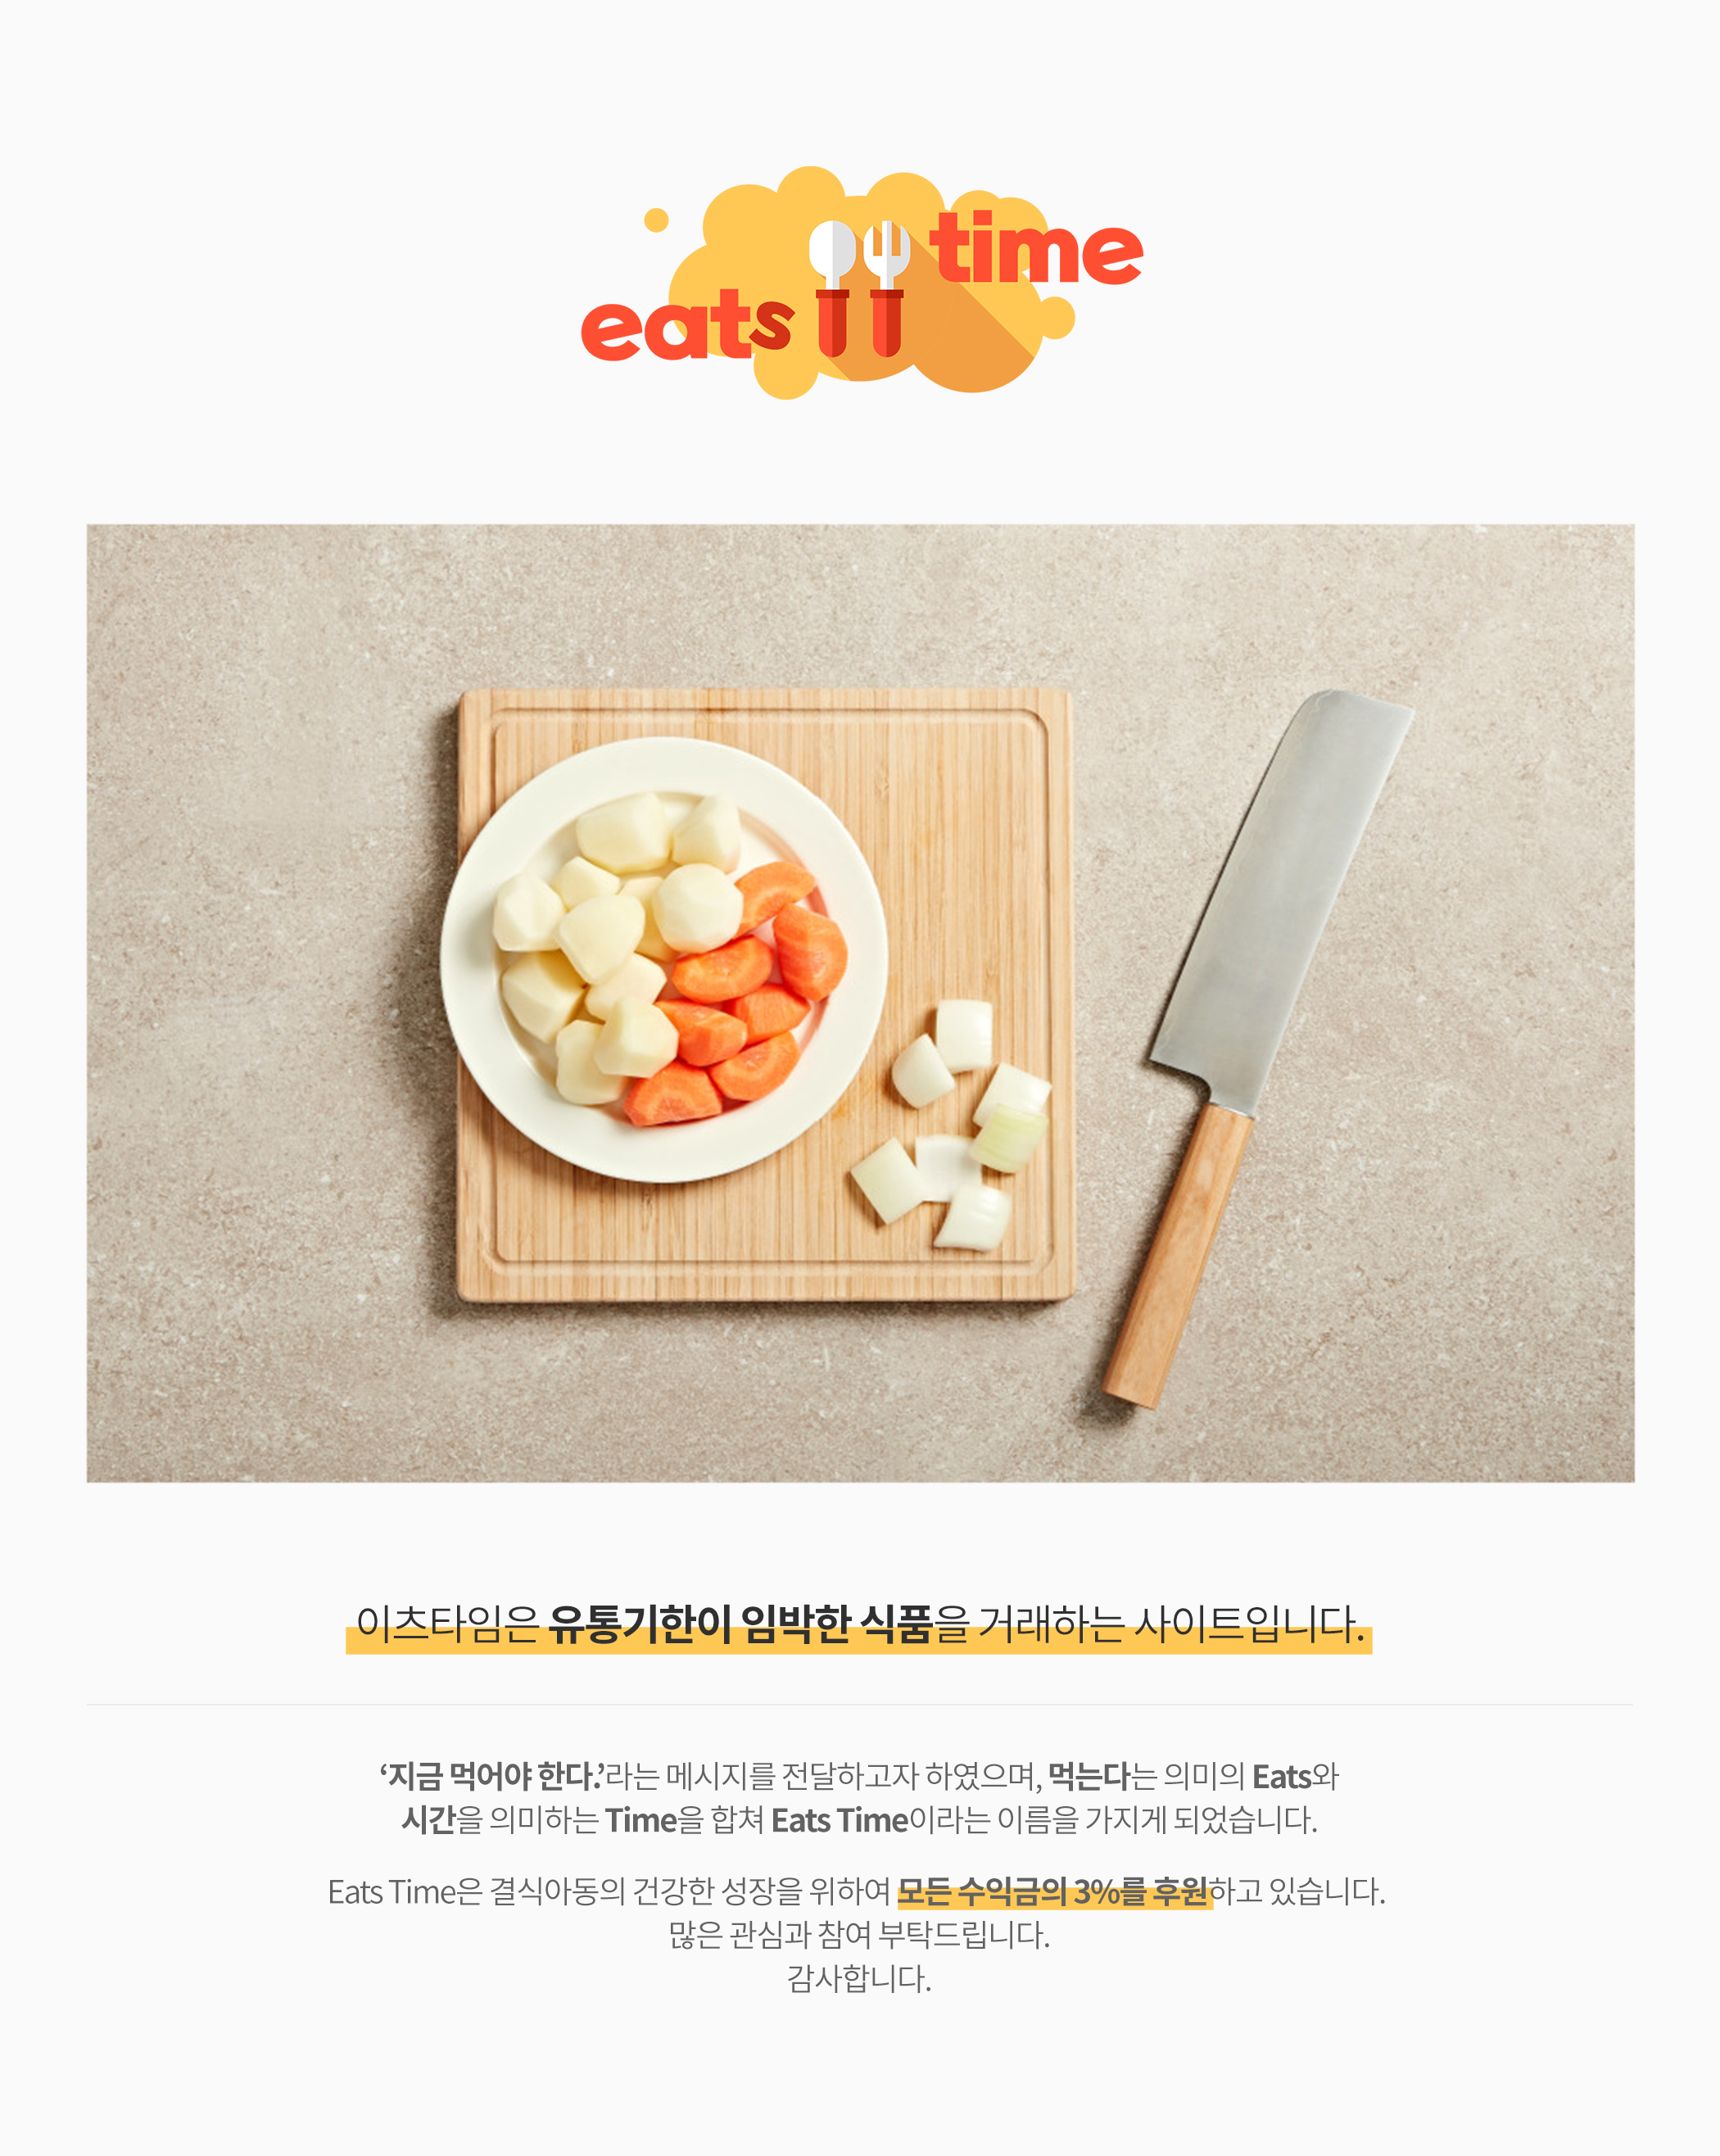 eats time
이츠타임은 유통기한이 임박한 식품을 거래하는 사이트입니다.
‘지금 먹어야 한다.’라는 메시지를 전달하고자 하였으며, 먹는다는 의미의 Eats와
시간을 의미하는 Time을 합쳐 Eats Time이라는 이름을 가지게 되었습니다.
Eats Time은 결식아동의 건강한 성장을 위하여 모든 수익금의 3%를 후원하고 있습니다.
많은 관심과 참여 부탁드립니다.
감사합니다.